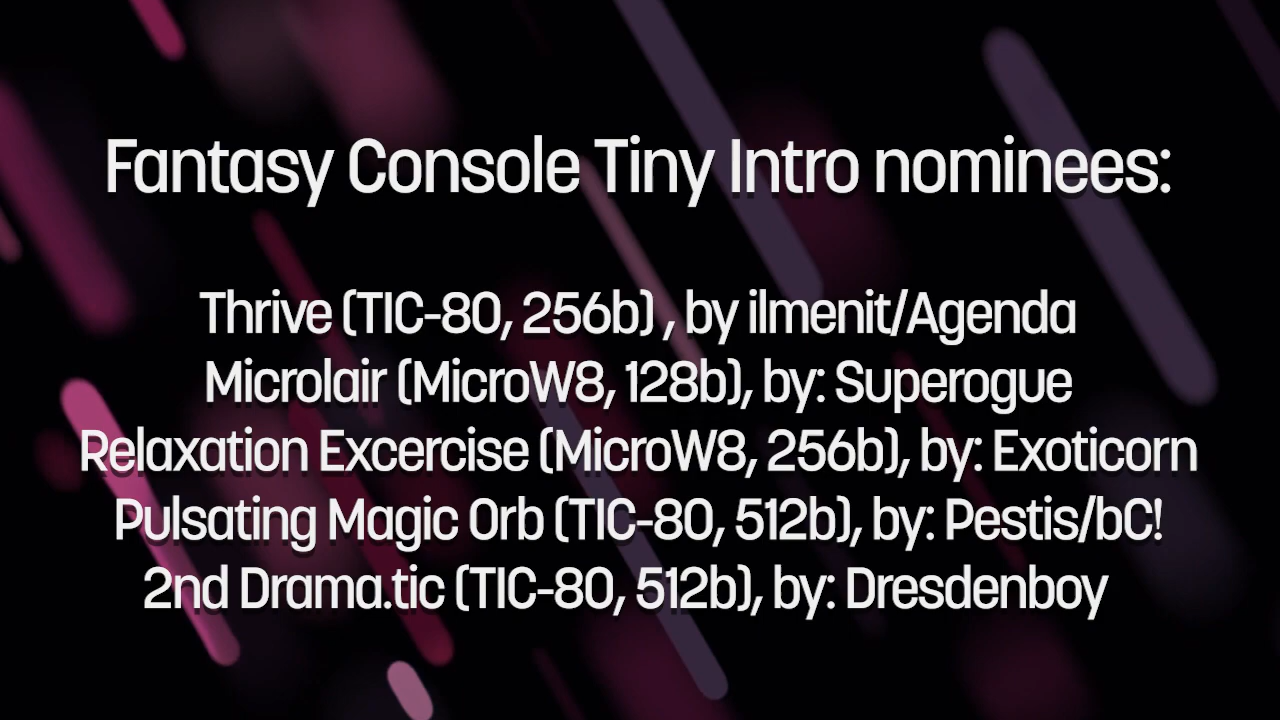 Fantasy Console Tiny Intro nominees:
Thrive (TIC-80, 256b) , by ilmenit/Agenda
Microlair (MicroW8, 128b), by: Superogue
Relaxation Excercise (MicroW8, 256b), by: Exoticorn
Pulsating Magic Orb (TIC-80, 512b), by: Pestis/bC!
2nd Drama.tic (TIC-80, 512b), by: Dresdenboy